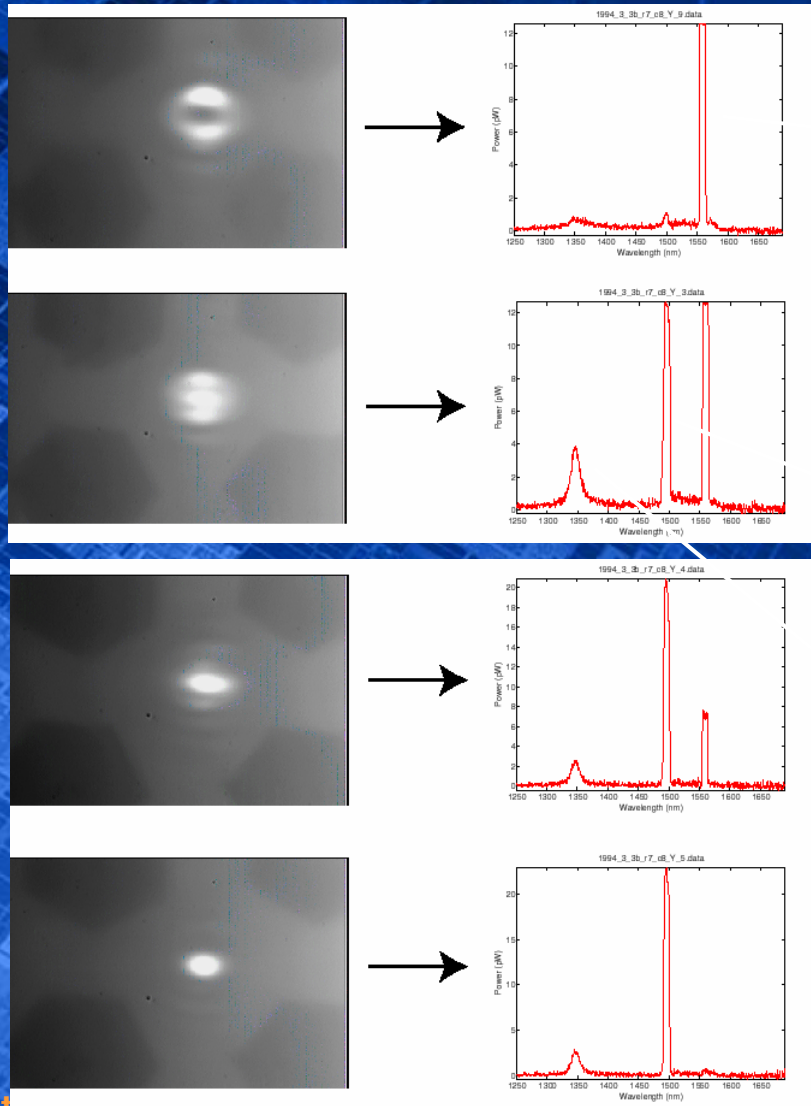 1994_3_3b_r7_c8_Y_9.data
12
10
8
6
4
2
0
Power (pW)
1250 1300 1350 1400 1450 1500 1550 1600 1650
Wavelength (nm)
1994_3_3b_r7_c8_Y_3.data
12
10
8
6
4
2
0
Power (pW)
1250 1300 1350 1400 1450 1500 1550 1600 1650
Wavelength
1994_3_3b_r7_c8_Y_4.data
20
18
16
14
12
10
8
6
4
2
0
Power (pW)
1250 1300 1350 1400 1450 1500 1550 1600 1650
Wavelength (nm)
1994_3_3b_r7_c8_Y_5.data
20
15
10
5
0
Power (pW)
1250 1300 1350 1400 1450 1500 1550 1600 1650
Wavelength (nm)